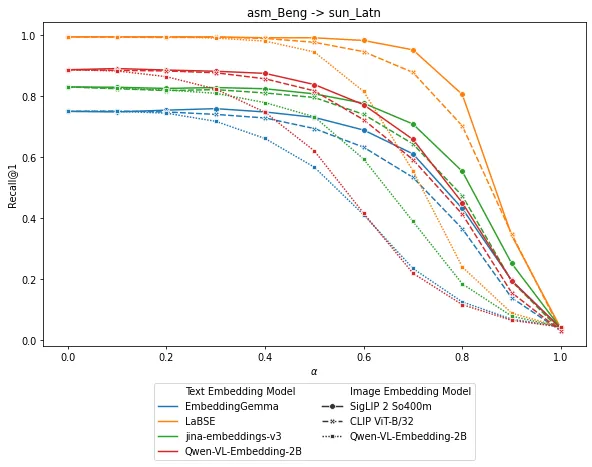 asm_Beng -> sun_Latn
Recall@1
1.0
0.8
0.6
0.4
0.2
0.0
0.0 0.2 0.4 0.6 0.8 1.0
α
Text Embedding Model Image Embedding Model
EmbeddingGemma SigLIP 2 So400m
LaBSE CLIP ViT-B/32
jina-embeddings-v3 Qwen-VL-Embedding-2B
Qwen-VL-Embedding-2B